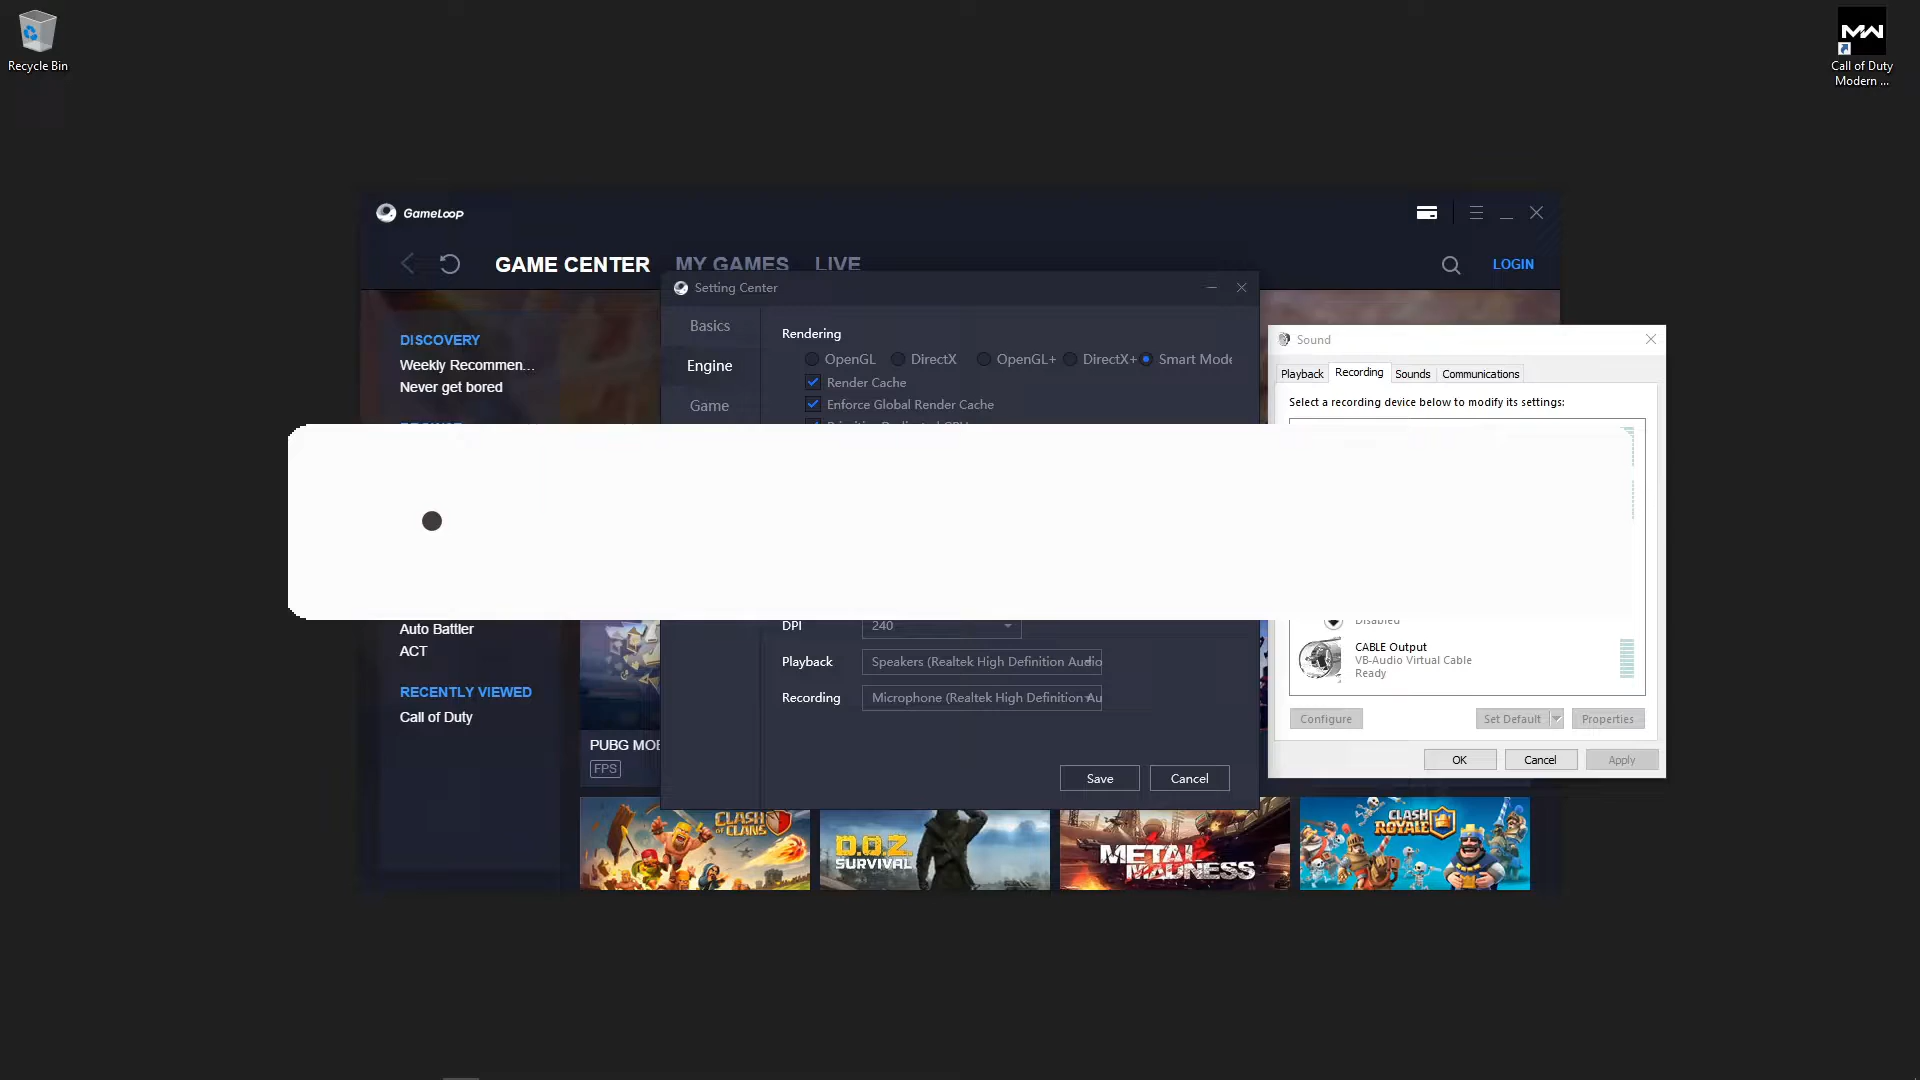 Recycle Bin
Call of Duty
Modern ...
GameLoop
GAME CENTER
MY GAMES
LIVE
LOGIN
DISCOVERY
Weekly Recommen...
Never get bored
Auto Battler
ACT
RECENTLY VIEWED
Call of Duty
Setting Center
Basics
Engine
Game
Rendering
OpenGL
DirectX
OpenGL+
DirectX+
Smart Mode
Render Cache
Enforce Global Render Cache
DPI
240
Playback
Speakers (Realtek High Definition Audio
Recording
Microphone (Realtek High Definition Au
Save
Cancel
Sound
Playback
Recording
Sounds
Communications
Select a recording device below to modify its settings:
Disabled
CABLE Output
VB-Audio Virtual Cable
Ready
Configure
Set Default
Properties
OK
Cancel
Apply
PUBG MO
FPS
CLASH OF CLANS
D.O.Z.
SURVIVAL
METAL
MADNESS
CLASH
ROYALE